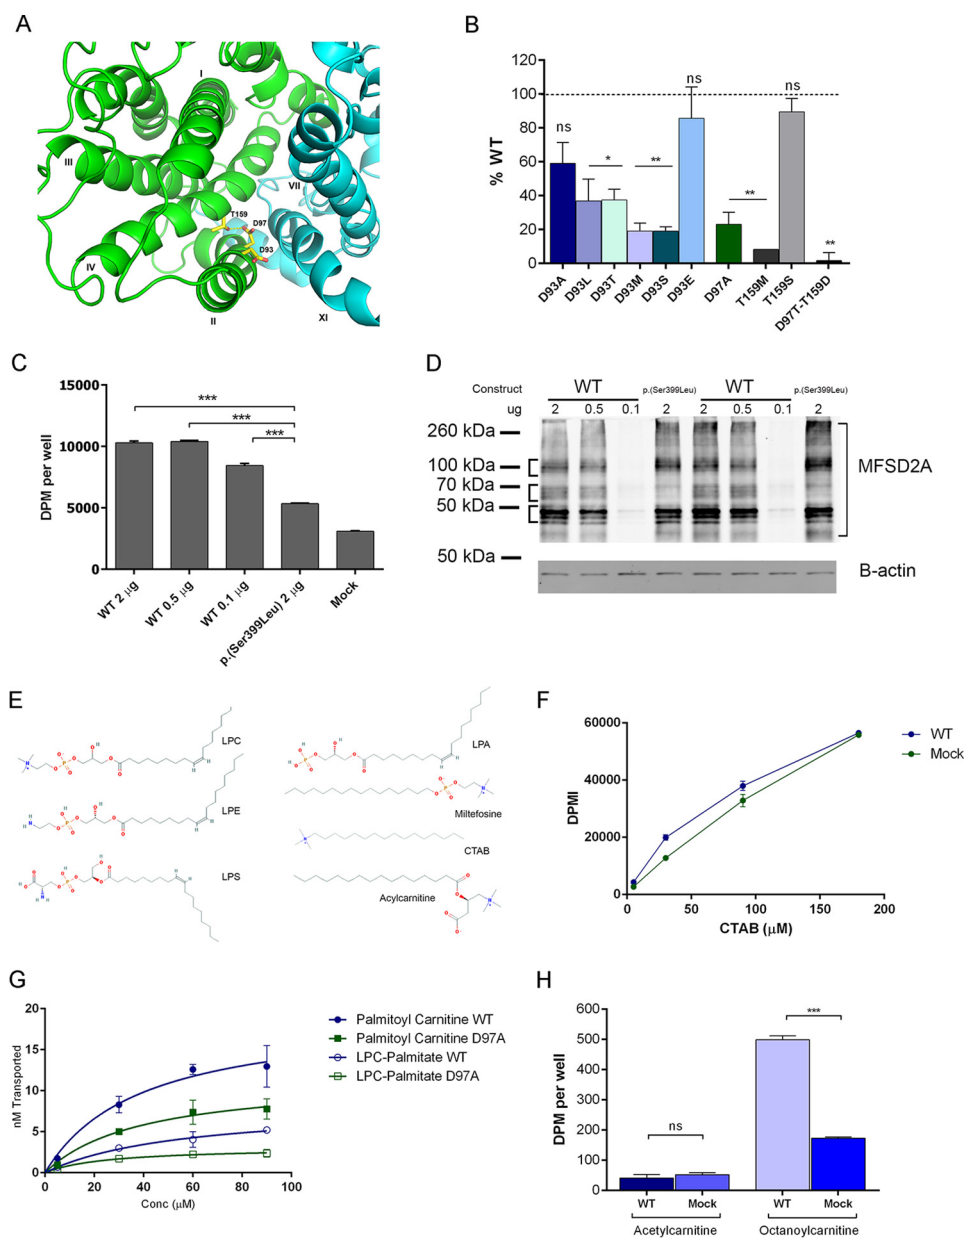 A
I
III
VII
T159
D97
D93
IV
II
XI
B
% WT
120
100
80
60
40
20
0
ns
*
**
ns
**
ns
**
D93A
D93L
D93T
D93M
D93S
D93E
D97A
T159M
T159S
D97T-T159D
C
DPM per well
15000
10000
5000
0
***
***
***
WT 2 µg
WT 0.5 µg
WT 0.1 µg
p.(Ser399Leu) 2 µg
Mock
D
Construct WT p.(Ser399Leu) WT p.(Ser399Leu)
ug 2 0.5 0.1 2 2 0.5 0.1 2
260 kDa
100 kDa
70 kDa
50 kDa
MFSD2A
50 kDa
B-actin
E
LPC
LPE
LPS
LPA
Miltefosine
CTAB
Acylcarnitine
F
DPMI
60000
40000
20000
0
WT
Mock
0 50 100 150 200
CTAB (µM)
G
nM Transported
20
15
10
5
0
0 20 40 60 80 100
Conc (µM)
Palmitoyl Carnitine WT
Palmitoyl Carnitine D97A
LPC-Palmitate WT
LPC-Palmitate D97A
H
DPM per well
600
500
400
300
200
100
0
ns
***
WT Mock WT Mock
Acetylcarnitine Octanoylcarnitine